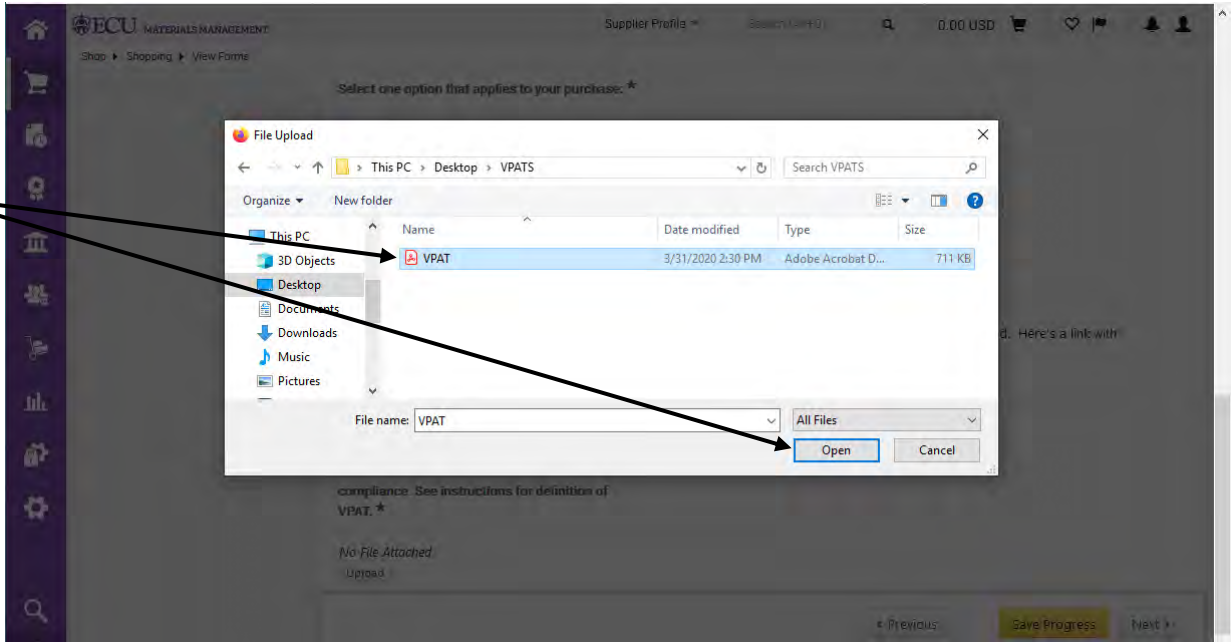 ECU MATERIALS MANAGEMENT Supplier Profile 0.00 USD
Shop Shopping View Forms
Select one option that applies to your purchase: *
File Upload
This PC > Desktop > VPATS Search VPATS
Organize New folder
Name Date modified Type Size
This PC
VPAT 3/31/2020 2:30 PM Adobe Acrobat D... 711 KB
3D Objects
Desktop
Documents
Downloads
Music
Pictures
d. Here's a link with
File name: VPAT All Files
Open Cancel
compliance. See instructions for definition of
VPAT. *
No File Attached
Upload
Previous Save Progress Next